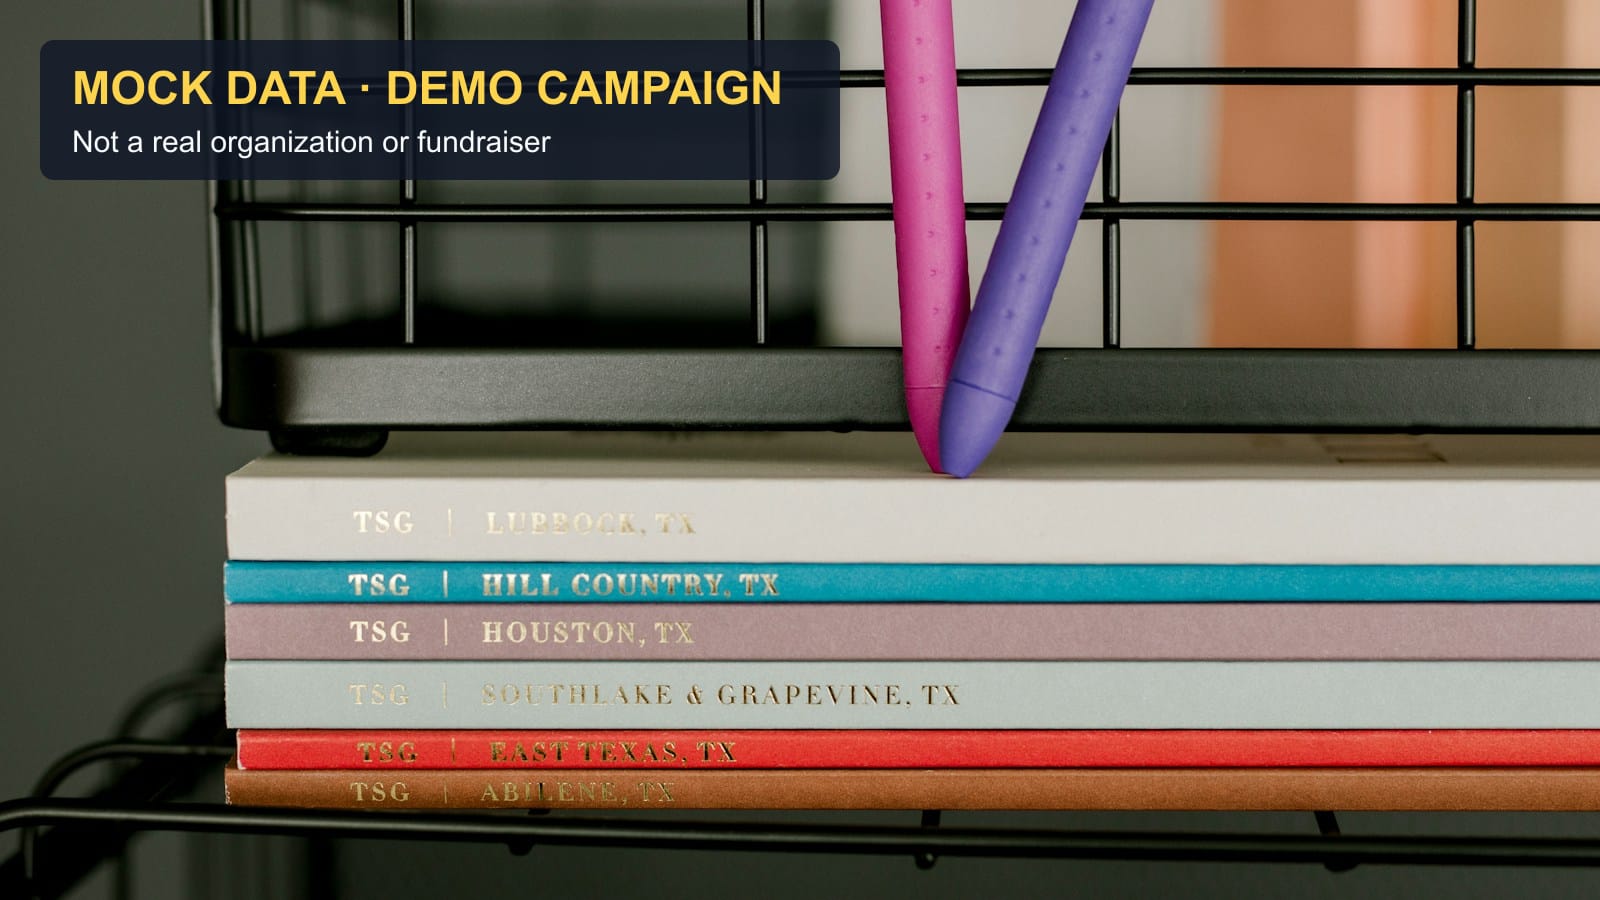 MOCK DATA · DEMO CAMPAIGN
Not a real organization or fundraiser
TSG | LUBBOCK, TX
TSG | HILL COUNTRY, TX
TSG | HOUSTON, TX
TSG | SOUTHLAKE & GRAPEVINE, TX
TSG | EAST TEXAS, TX
TSG | ABILENE, TX